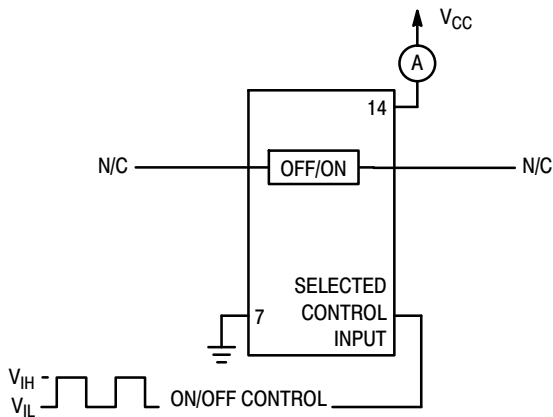 VCC
A
14
N/C
OFF/ON
N/C
SELECTED
CONTROL
INPUT
7
VIH
VIL
ON/OFF CONTROL